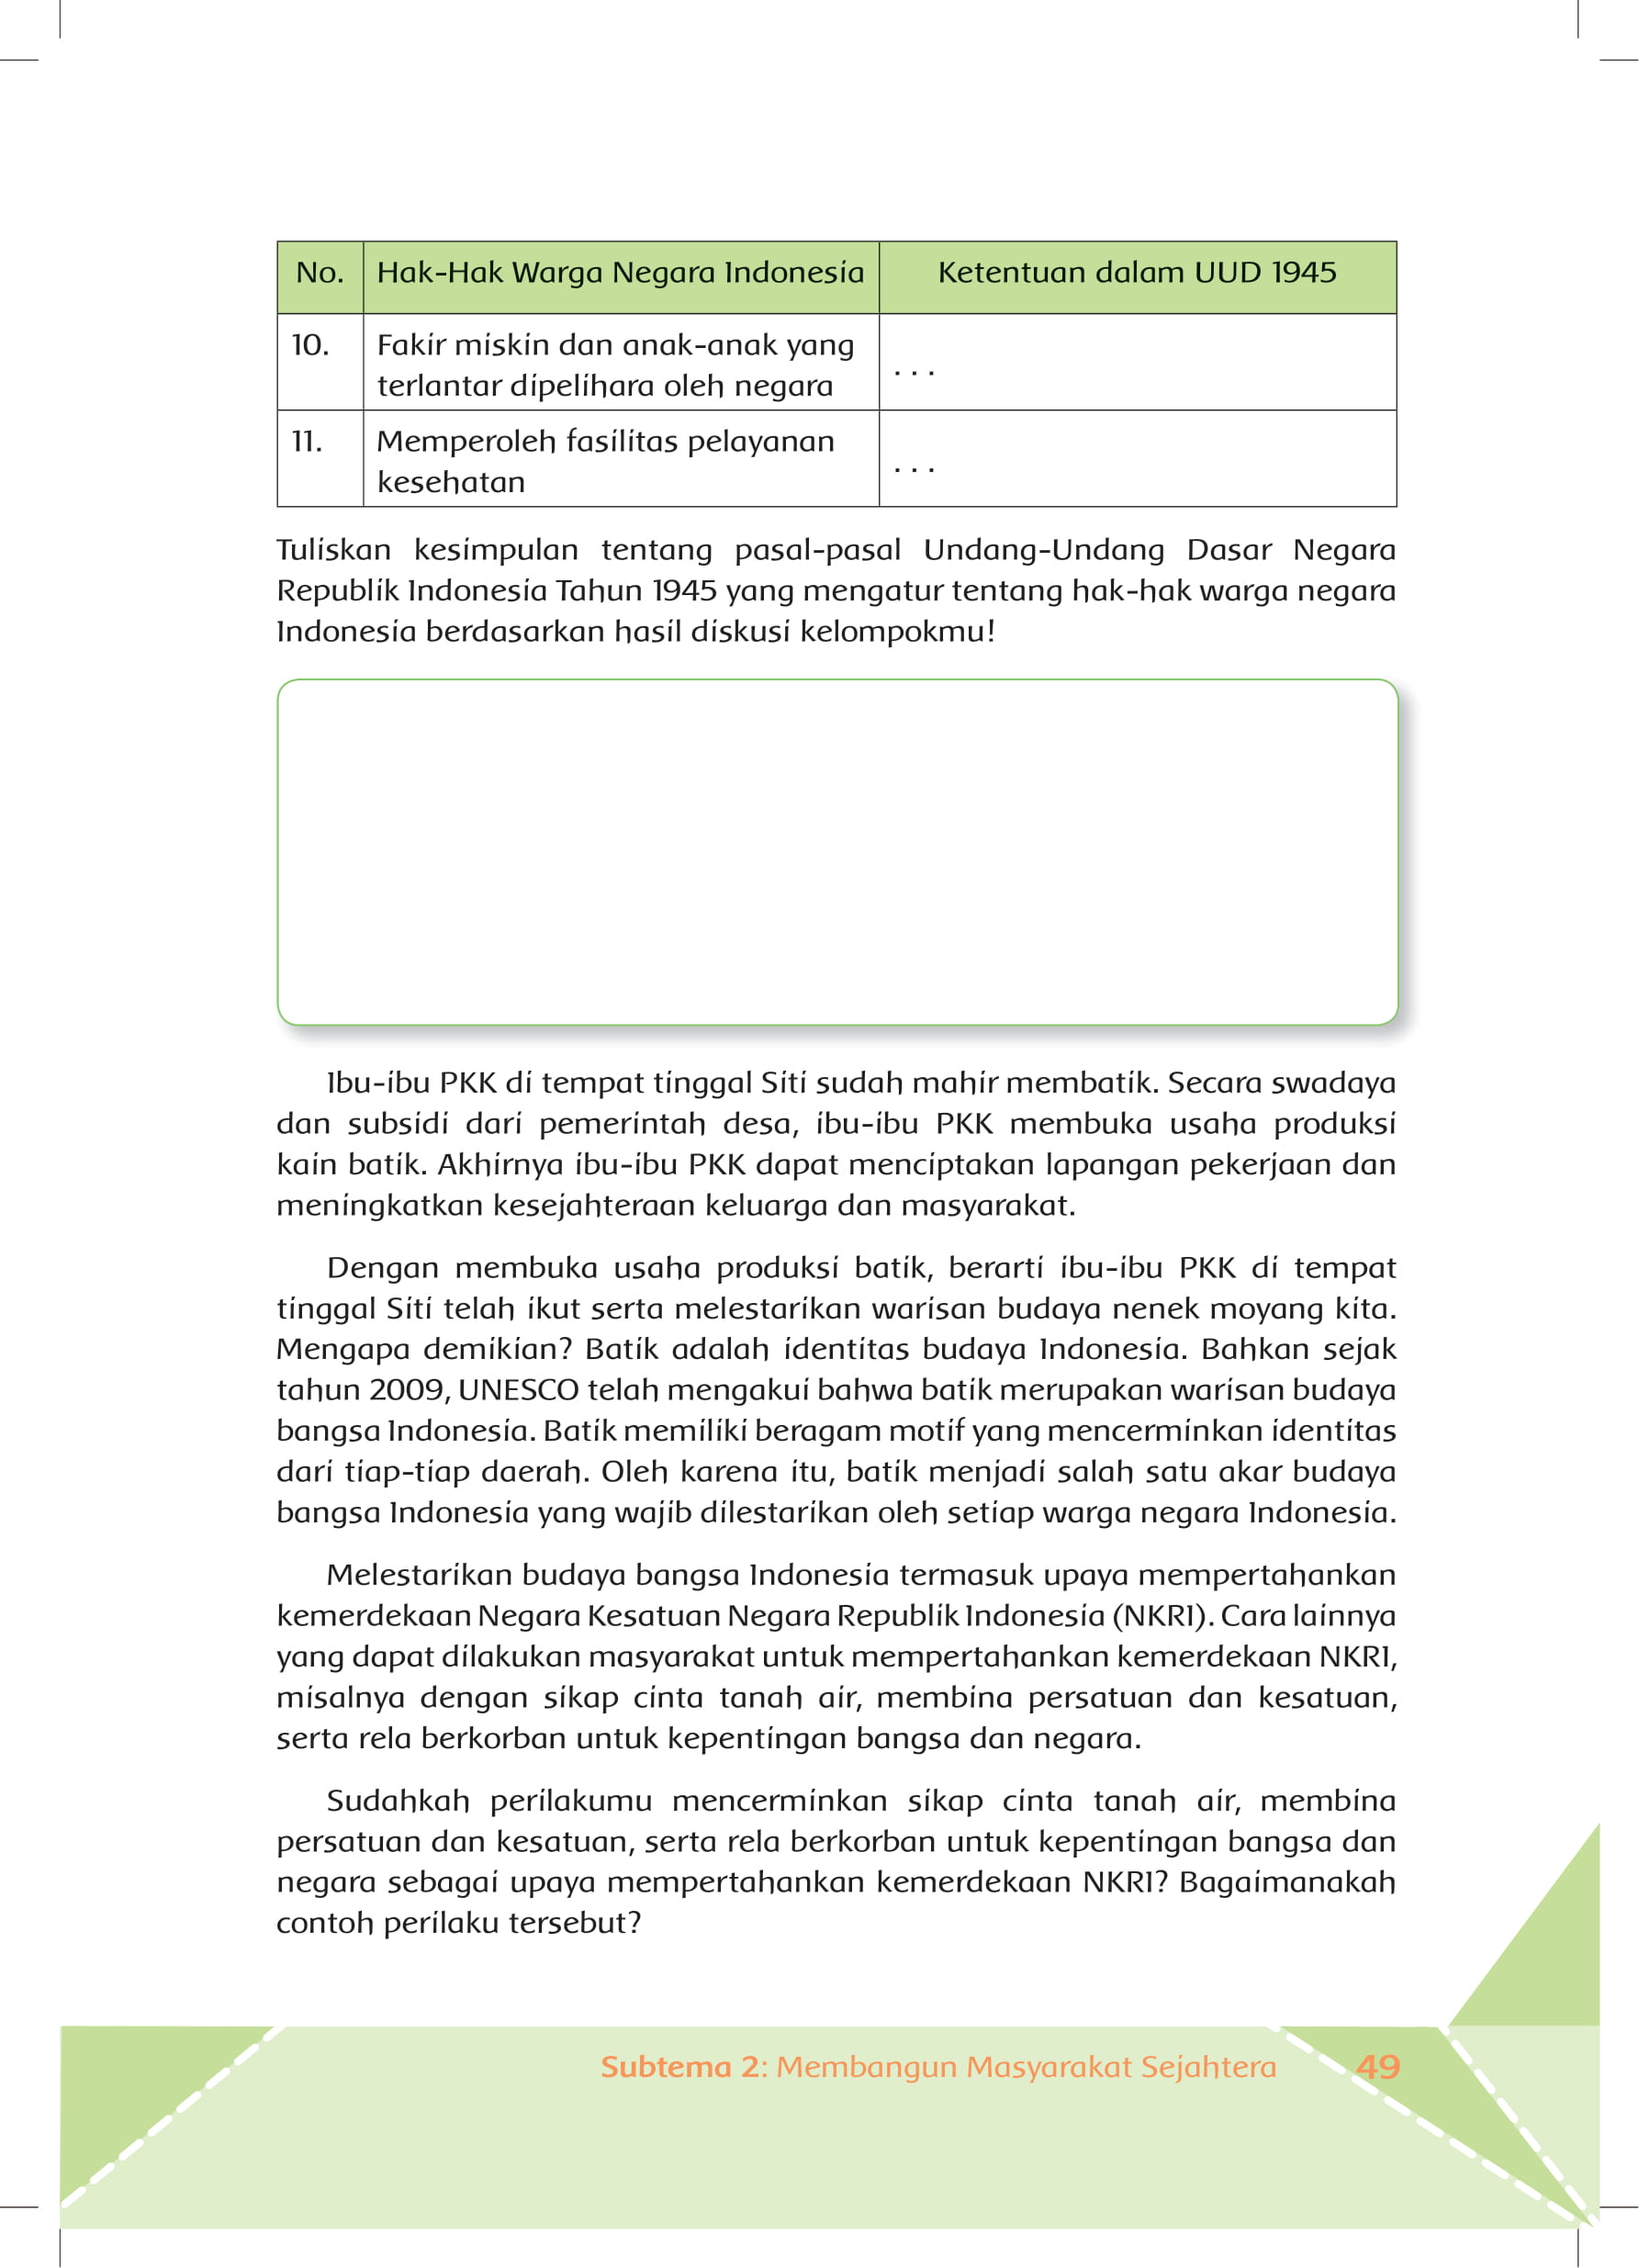 No. Hak-Hak Warga Negara Indonesia Ketentuan dalam UUD 1945
10. Fakir miskin dan anak-anak yang
terlantar dipelihara oleh negara
. . .
11. Memperoleh fasilitas pelayanan
kesehatan
. . .
Tuliskan kesimpulan tentang pasal-pasal Undang-Undang Dasar Negara
Republik Indonesia Tahun 1945 yang mengatur tentang hak-hak warga negara
Indonesia berdasarkan hasil diskusi kelompokmu!
Ibu-ibu PKK di tempat tinggal Siti sudah mahir membatik. Secara swadaya
dan subsidi dari pemerintah desa, ibu-ibu PKK membuka usaha produksi
kain batik. Akhirnya ibu-ibu PKK dapat menciptakan lapangan pekerjaan dan
meningkatkan kesejahteraan keluarga dan masyarakat.
Dengan membuka usaha produksi batik, berarti ibu-ibu PKK di tempat
tinggal Siti telah ikut serta melestarikan warisan budaya nenek moyang kita.
Mengapa demikian? Batik adalah identitas budaya Indonesia. Bahkan sejak
tahun 2009, UNESCO telah mengakui bahwa batik merupakan warisan budaya
bangsa Indonesia. Batik memiliki beragam motif yang mencerminkan identitas
dari tiap-tiap daerah. Oleh karena itu, batik menjadi salah satu akar budaya
bangsa Indonesia yang wajib dilestarikan oleh setiap warga negara Indonesia.
Melestarikan budaya bangsa Indonesia termasuk upaya mempertahankan
kemerdekaan Negara Kesatuan Negara Republik Indonesia (NKRI). Cara lainnya
yang dapat dilakukan masyarakat untuk mempertahankan kemerdekaan NKRI,
misalnya dengan sikap cinta tanah air, membina persatuan dan kesatuan,
serta rela berkorban untuk kepentingan bangsa dan negara.
Sudahkah perilakumu mencerminkan sikap cinta tanah air, membina
persatuan dan kesatuan, serta rela berkorban untuk kepentingan bangsa dan
negara sebagai upaya mempertahankan kemerdekaan NKRI? Bagaimanakah
contoh perilaku tersebut?
Subtema 2: Membangun Masyarakat Sejahtera 49